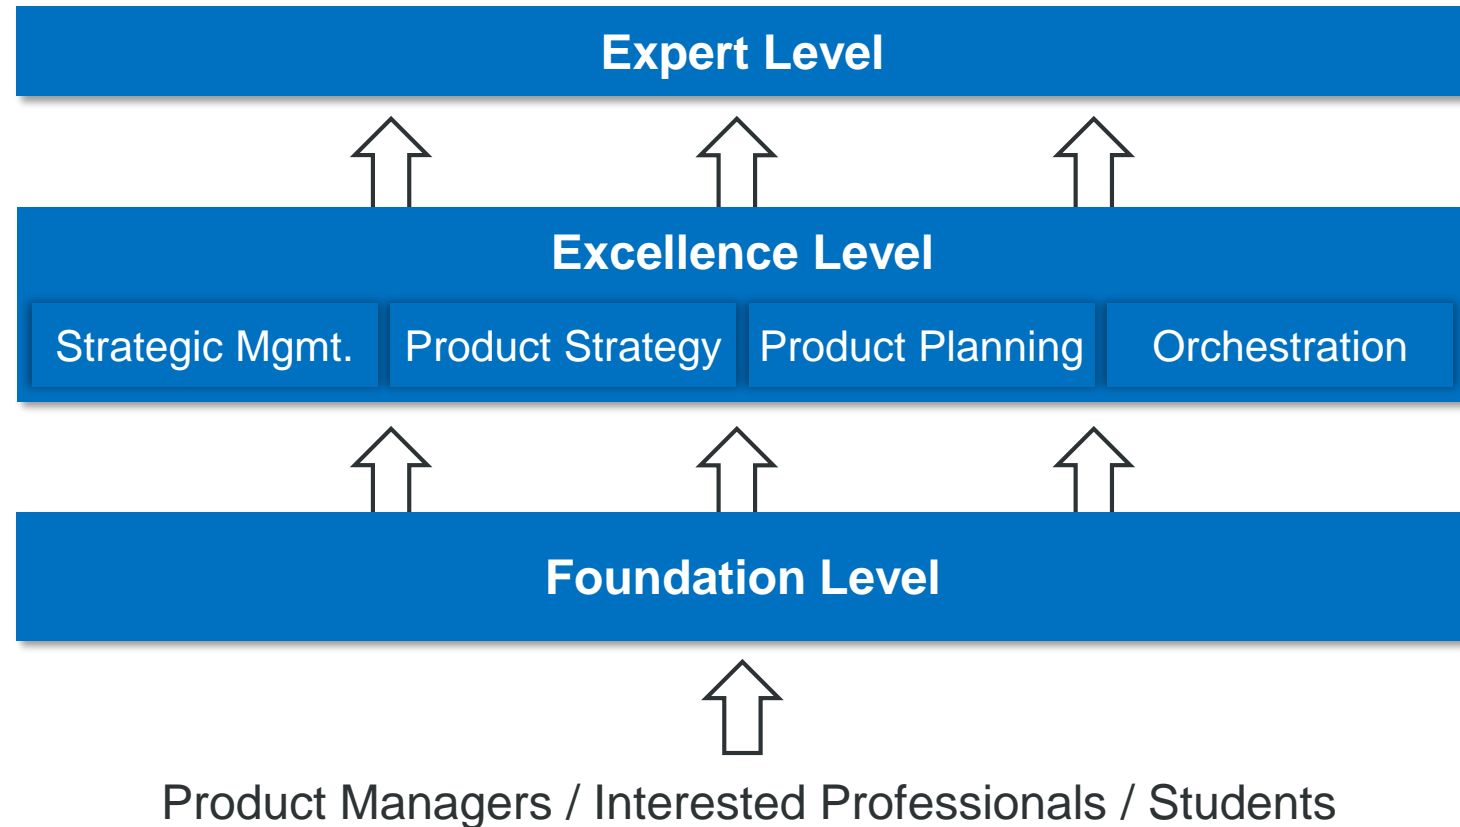 Expert Level
Excellence Level
Strategic Mgmt. Product Strategy Product Planning Orchestration
Foundation Level
Product Managers / Interested Professionals / Students